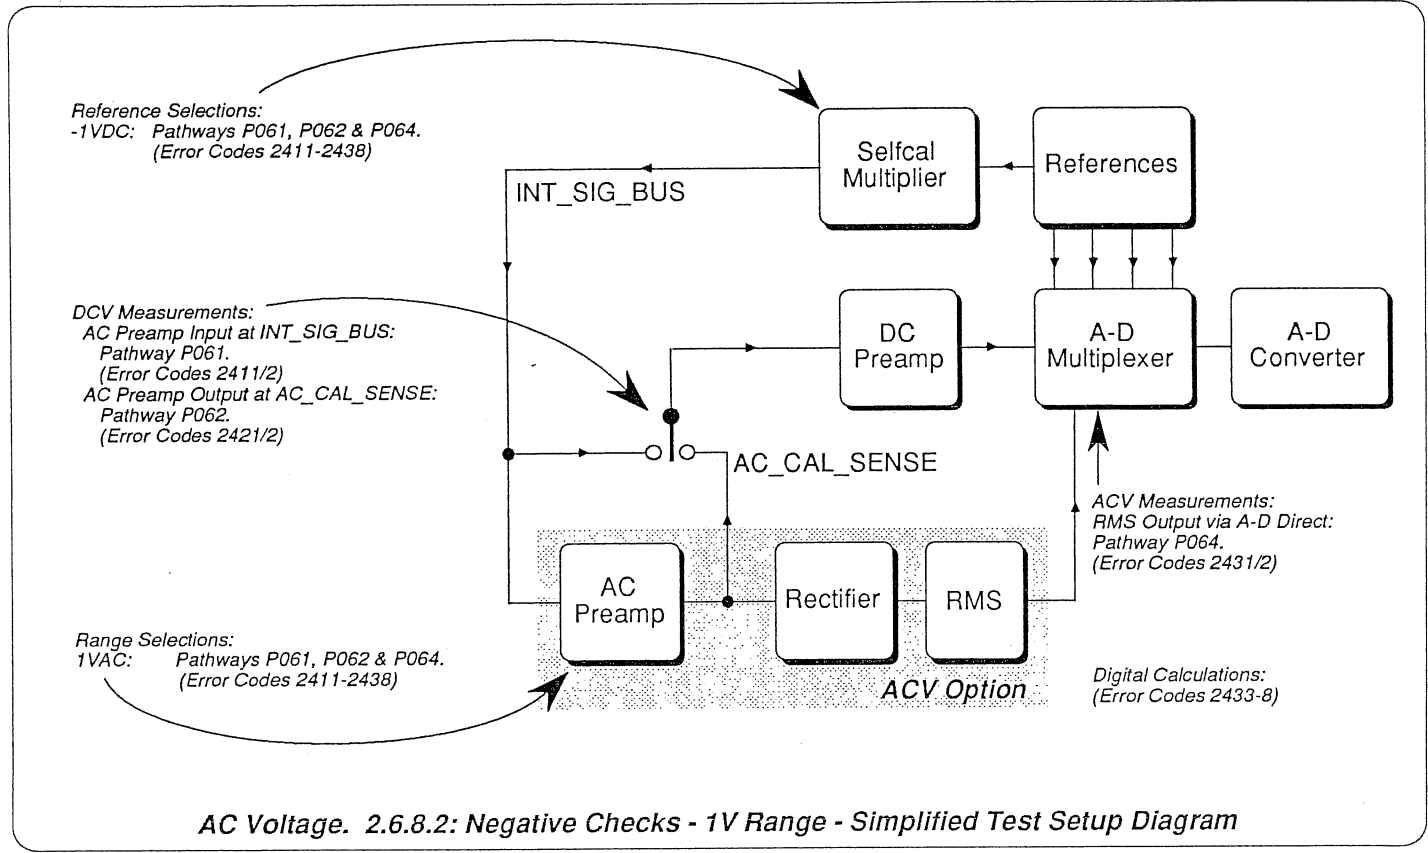 Reference Selections:
-1VDC: Pathways P061, P062 & P064.
(Error Codes 2411-2438)
Selfcal
Multiplier
References
INT_SIG_BUS
DCV Measurements:
AC Preamp Input at INT_SIG_BUS:
Pathway P061.
(Error Codes 2411/2)
AC Preamp Output at AC_CAL_SENSE:
Pathway P062.
(Error Codes 2421/2)
DC
Preamp
A-D
Multiplexer
A-D
Converter
AC_CAL_SENSE
ACV Measurements:
RMS Output via A-D Direct:
Pathway P064.
(Error Codes 2431/2)
AC
Preamp
Rectifier
RMS
ACV Option
Range Selections:
1VAC: Pathways P061, P062 & P064.
(Error Codes 2411-2438)
Digital Calculations:
(Error Codes 2433-8)
AC Voltage. 2.6.8.2: Negative Checks - 1V Range - Simplified Test Setup Diagram